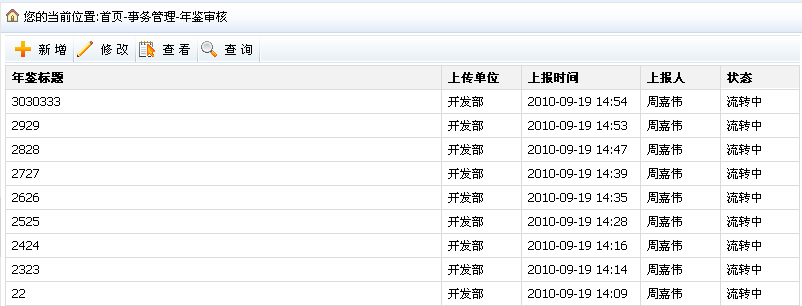 您的当前位置:首页-事务管理-年鉴审核
新 增 修 改 查 看 查 询
年鉴标题 上传单位 上报时间 上报人 状态
3030333 开发部 2010-09-19 14:54 周嘉伟 流转中
2929 开发部 2010-09-19 14:53 周嘉伟 流转中
2828 开发部 2010-09-19 14:47 周嘉伟 流转中
2727 开发部 2010-09-19 14:39 周嘉伟 流转中
2626 开发部 2010-09-19 14:35 周嘉伟 流转中
2525 开发部 2010-09-19 14:28 周嘉伟 流转中
2424 开发部 2010-09-19 14:16 周嘉伟 流转中
2323 开发部 2010-09-19 14:14 周嘉伟 流转中
22 开发部 2010-09-19 14:09 周嘉伟 流转中